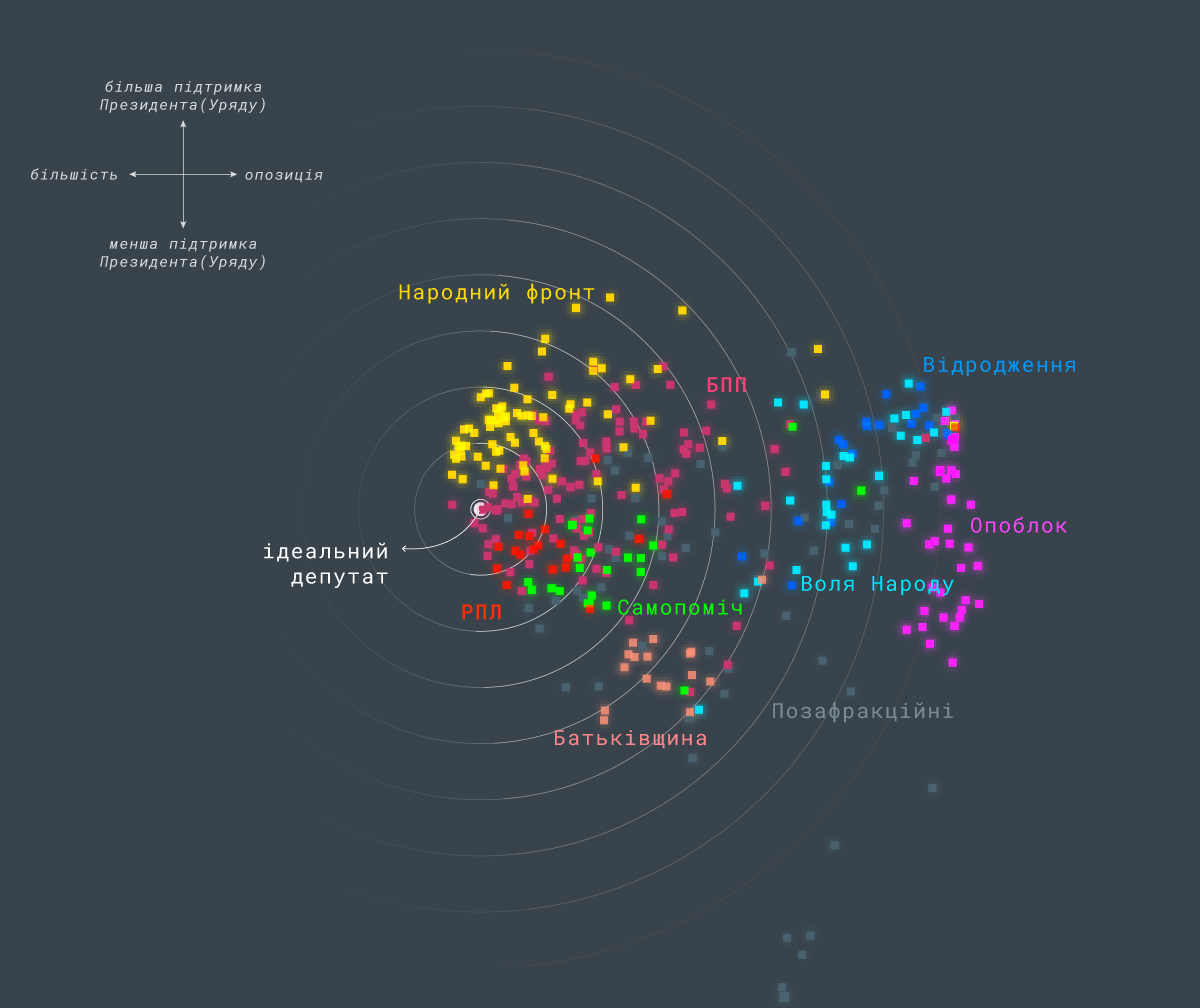 більша підтримка
Президента(Уряду)
більшість
опозиція
менша підтримка
Президента(Уряду)
Народний фронт
Відродження
БПП
Опоблок
ідеальний
депутат
Воля Народу
РПЛ
Самопоміч
Позафракційні
Батьківщина